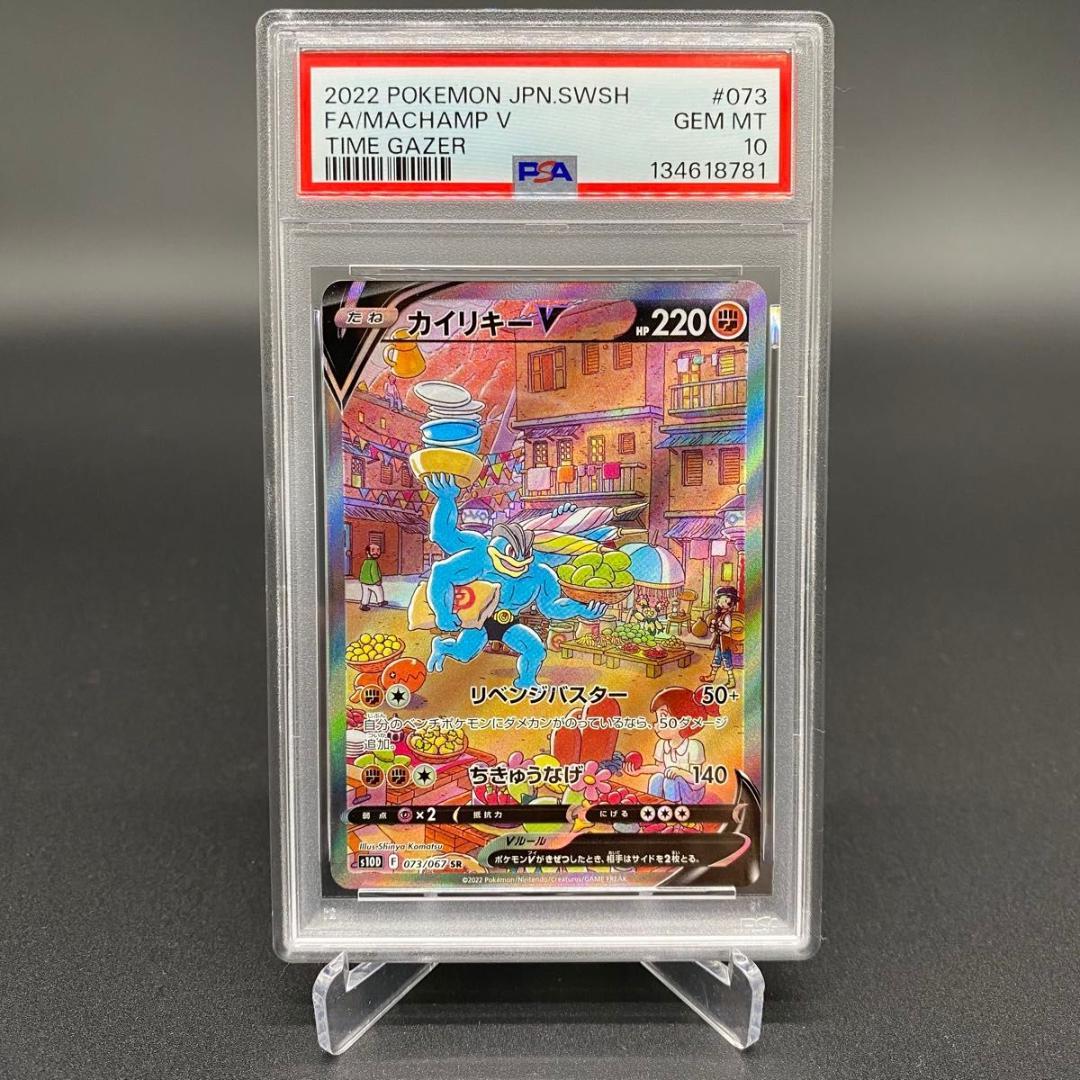 2022 POKEMON JPN.SWSH #073
FA/MACHAMP V GEM MT
TIME GAZER 10
PSA 134618781
たね カイリキーV HP 220
リベンジバスター 50+
自分のベンチポケモンにダメカンがのっているなら、50ダメージ
追加。
ちきゅうなげ 140
弱点 ×2 抵抗力 にげる
Vルール
Illus. Shinya Komatsu
ポケモンVがきぜつしたとき、相手はサイドを2枚とる。
s10D F 073/067 SR
©2022 Pokémon/Nintendo/Creatures/GAME FREAK